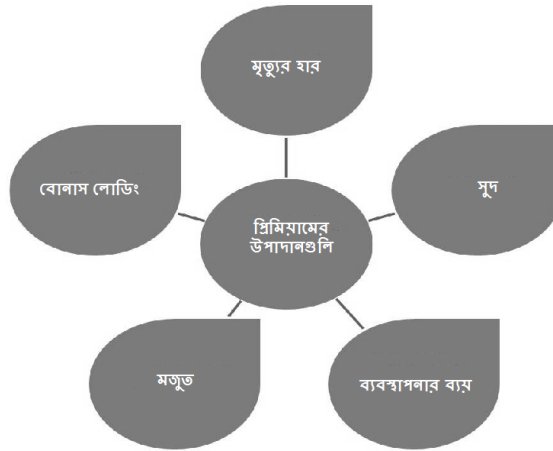 মৃত্যুর হার
বোনাস লোডিং
সুদ
প্রিমিয়ামের
উপাদানগুলি
মজুত
ব্যবস্থাপনার ব্যয়